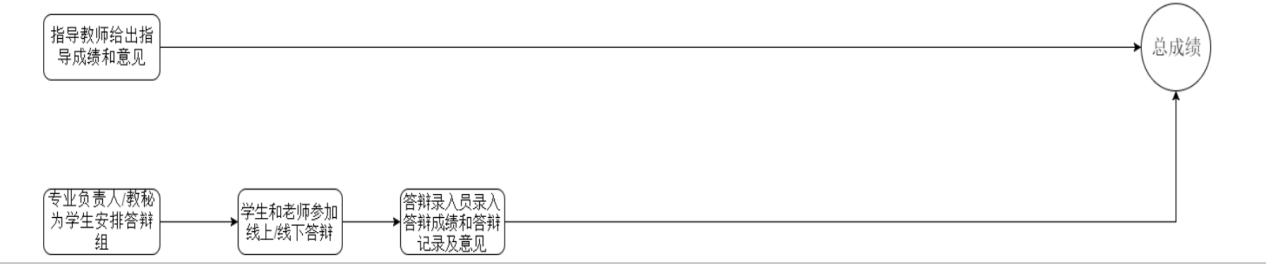 指导教师给出指
导成绩和意见
总成绩
专业负责人/教秘
为学生安排答辩
组
学生和老师参加
线上/线下答辩
答辩录入员录入
答辩成绩和答辩
记录及意见